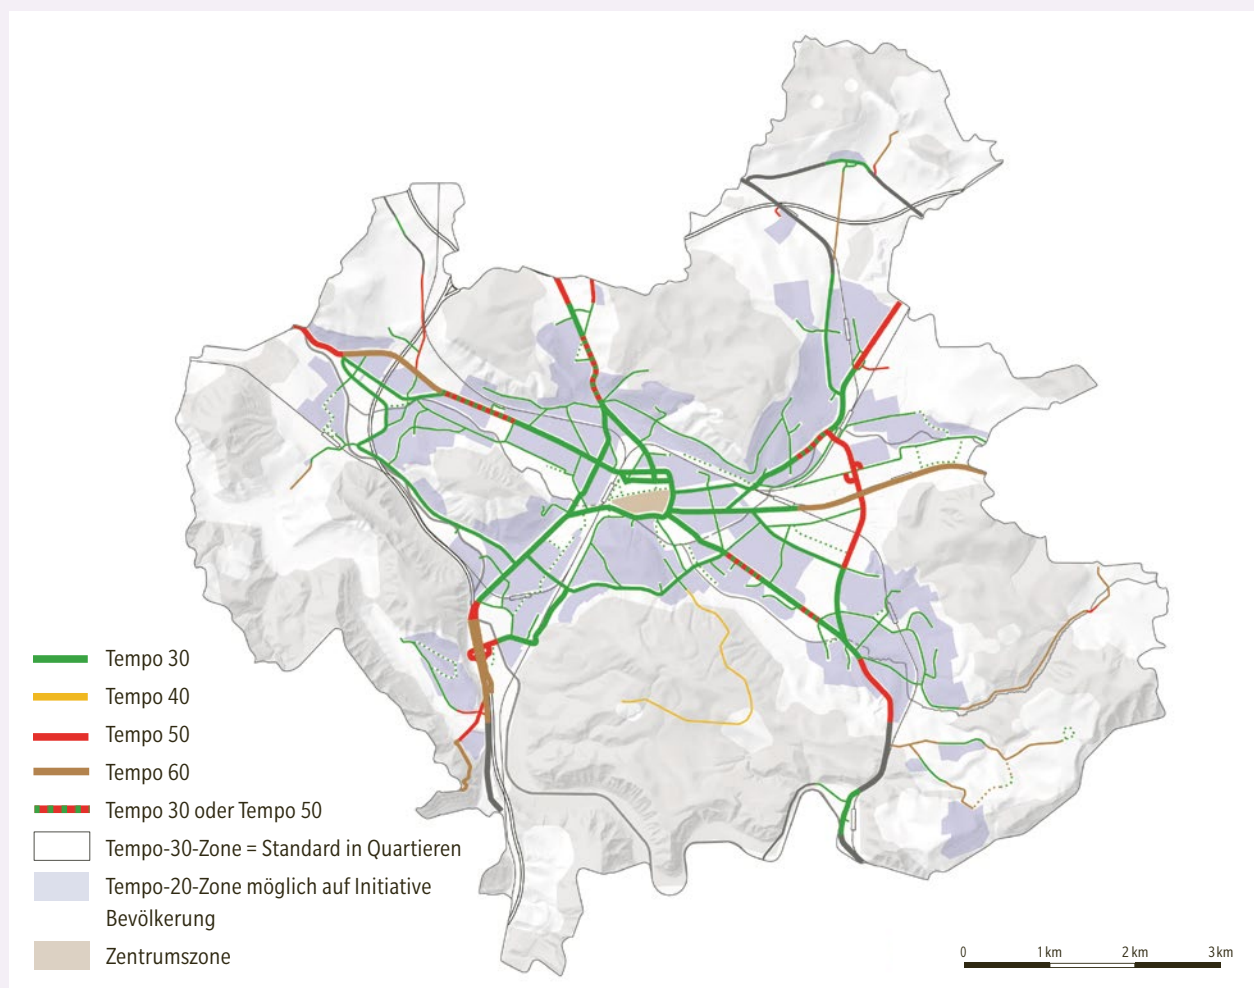 Tempo 30
Tempo 40
Tempo 50
Tempo 60
Tempo 30 oder Tempo 50
Tempo-30-Zone = Standard in Quartieren
Tempo-20-Zone möglich auf Initiative
Bevölkerung
Zentrumszone
0 1 km 2 km 3 km